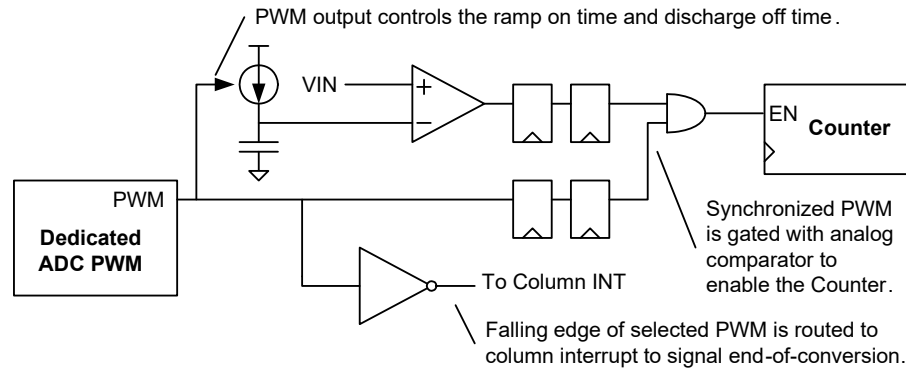 PWM output controls the ramp on time and discharge off time.
VIN
+
−
EN
Counter
PWM
Dedicated
ADC PWM
Synchronized PWM
is gated with analog
comparator to
enable the Counter.
To Column INT
Falling edge of selected PWM is routed to
column interrupt to signal end-of-conversion.